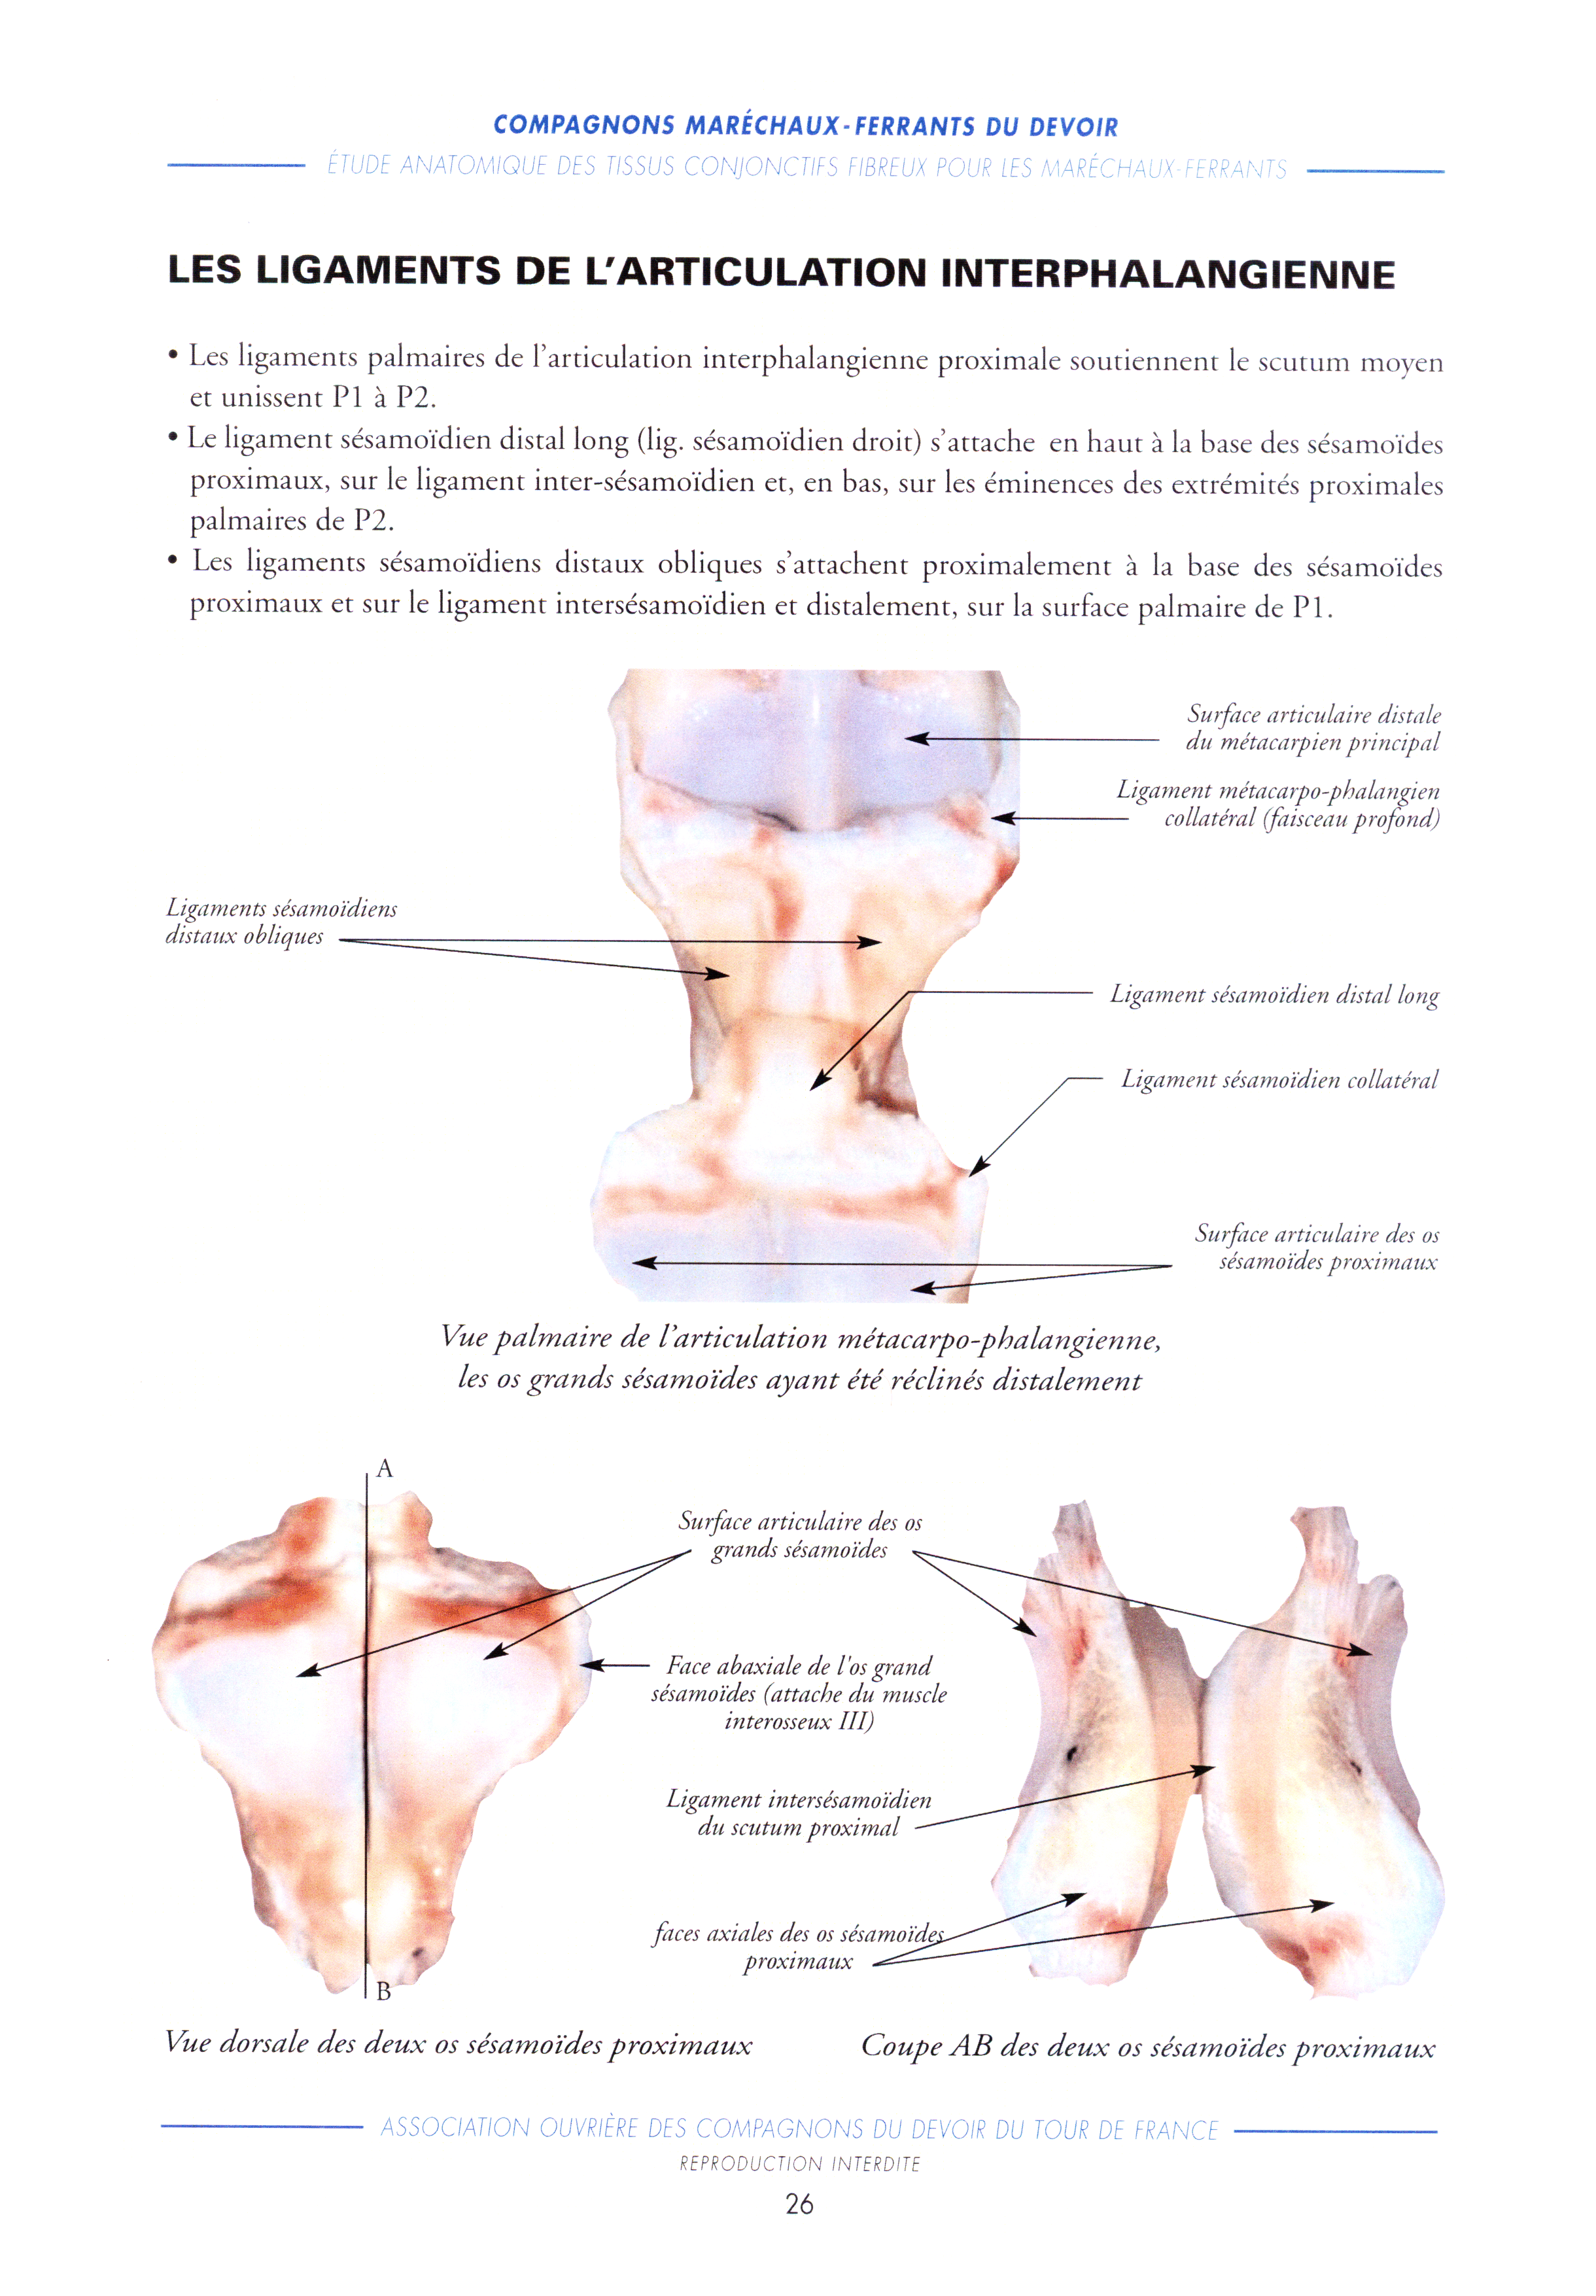 COMPAGNONS MARÉCHAUX-FERRANTS DU DEVOIR
ÉTUDE ANATOMIQUE DES TISSUS CONJONCTIFS FIBREUX POUR LES MARÉCHAUX-FERRANTS
LES LIGAMENTS DE L'ARTICULATION INTERPHALANGIENNE
• Les ligaments palmaires de l'articulation interphalangienne proximale soutiennent le scutum moyen
et unissent P1 à P2.
• Le ligament sésamoïdien distal long (lig. sésamoïdien droit) s'attache en haut à la base des sésamoïdes
proximaux, sur le ligament inter-sésamoïdien et, en bas, sur les éminences des extrémités proximales
palmaires de P2.
• Les ligaments sésamoïdiens distaux obliques s'attachent proximalement à la base des sésamoïdes
proximaux et sur le ligament intersésamoïdien et distalement, sur la surface palmaire de P1.
Surface articulaire distale
du métacarpien principal
Ligament métacarpo-phalangien
collatéral (faisceau profond)
Ligaments sésamoïdiens
distaux obliques
Ligament sésamoïdien distal long
Ligament sésamoïdien collatéral
Surface articulaire des os
sésamoïdes proximaux
Vue palmaire de l'articulation métacarpo-phalangienne,
les os grands sésamoïdes ayant été réclinés distalement
A
Surface articulaire des os
grands sésamoïdes
Face abaxiale de l'os grand
sésamoïdes (attache du muscle
interosseux III)
Ligament intersésamoïdien
du scutum proximal
faces axiales des os sésamoïdes
proximaux
B
Vue dorsale des deux os sésamoïdes proximaux
Coupe AB des deux os sésamoïdes proximaux
ASSOCIATION OUVRIÈRE DES COMPAGNONS DU DEVOIR DU TOUR DE FRANCE
REPRODUCTION INTERDITE
26